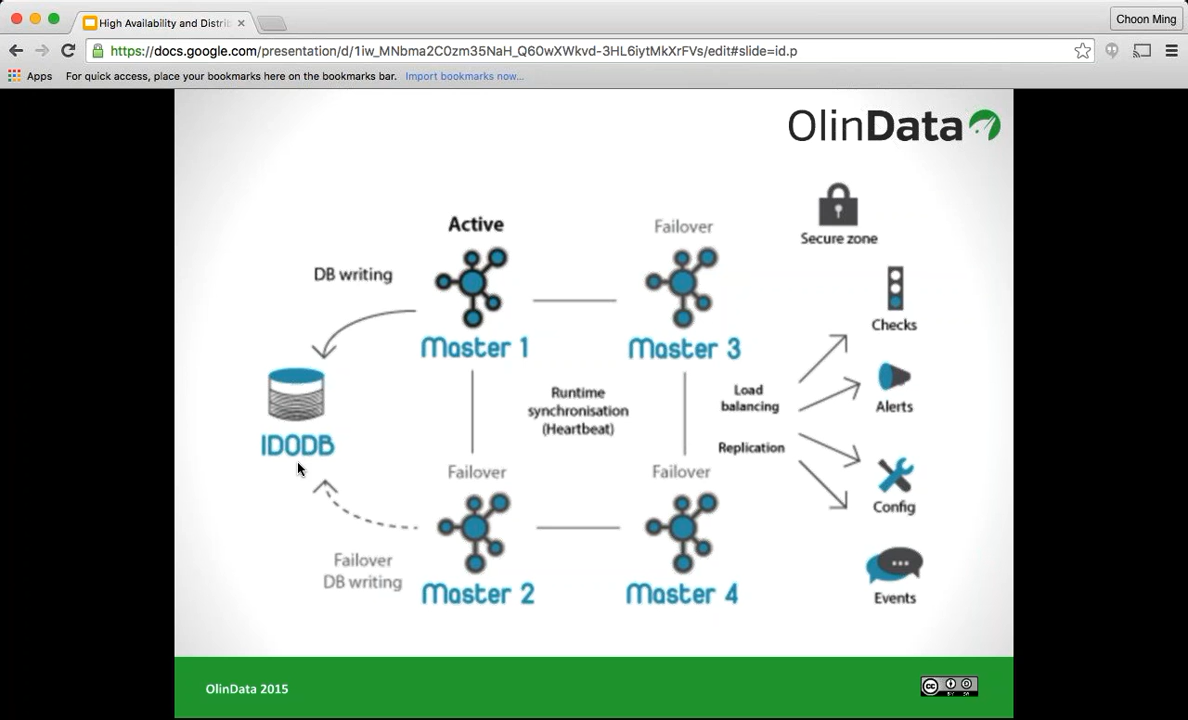 High Availability and Distrib
Choon Ming
https://docs.google.com/presentation/d/1iw_MNbma2C0zm35NaH_Q60wXWkvd-3HL6iytMkXrFVs/edit#slide=id.p
Apps
For quick access, place your bookmarks here on the bookmarks bar.
Import bookmarks now...
OlinData
Active
Failover
Secure zone
DB writing
Checks
Master 1
Master 3
Runtime
synchronisation
(Heartbeat)
Load
balancing
Alerts
IDODB
Replication
Failover
Failover
Config
Failover
DB writing
Master 2
Master 4
Events
OlinData 2015
cc
BY SA